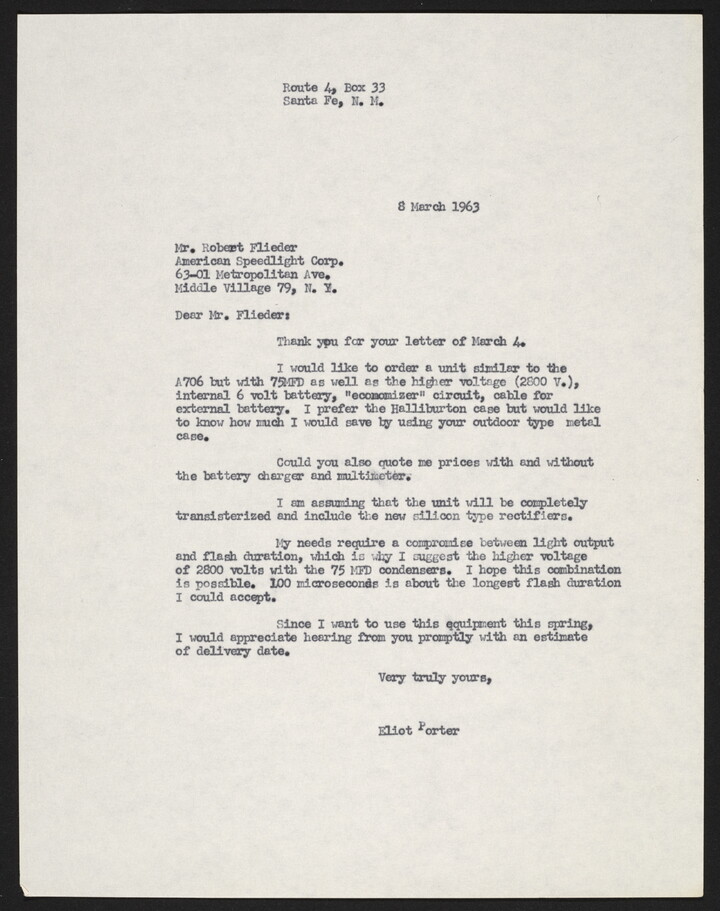 Route 4, Box 33
Santa Fe, N. M.
8 March 1963
Mr. Robert Flieder
American Speedlight Corp.
63-01 Metropolitan Ave.
Middle Village 79, N. Y.
Dear Mr. Flieder:
Thank you for your letter of March 4.
I would like to order a unit similar to the
A706 but with 75MFD as well as the higher voltage (2800 V.),
internal 6 volt battery, "ecomomizer" circuit, cable for
external battery. I prefer the Halliburton case but would like
to know how much I would save by using your outdoor type metal
case.
Could you also quote me prices with and without
the battery charger and multimeter.
I am assuming that the unit will be completely
transisterized and include the new silicon type rectifiers.
My needs require a compromise between light output
and flash duration, which is why I suggest the higher voltage
of 2800 volts with the 75 MFD condensers. I hope this combination
is possible. 100 microseconds is about the longest flash duration
I could accept.
Since I want to use this equipment this spring,
I would appreciate hearing from you promptly with an estimate
of delivery date.
Very truly yours,
Eliot Porter